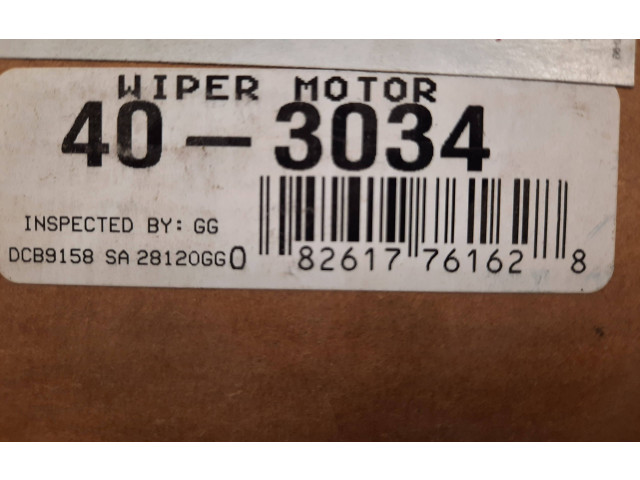 WIPER MOTOR
40-3034
INSPECTED BY: GG
DCB9158 SA 28120GG
0 82617 76162 8